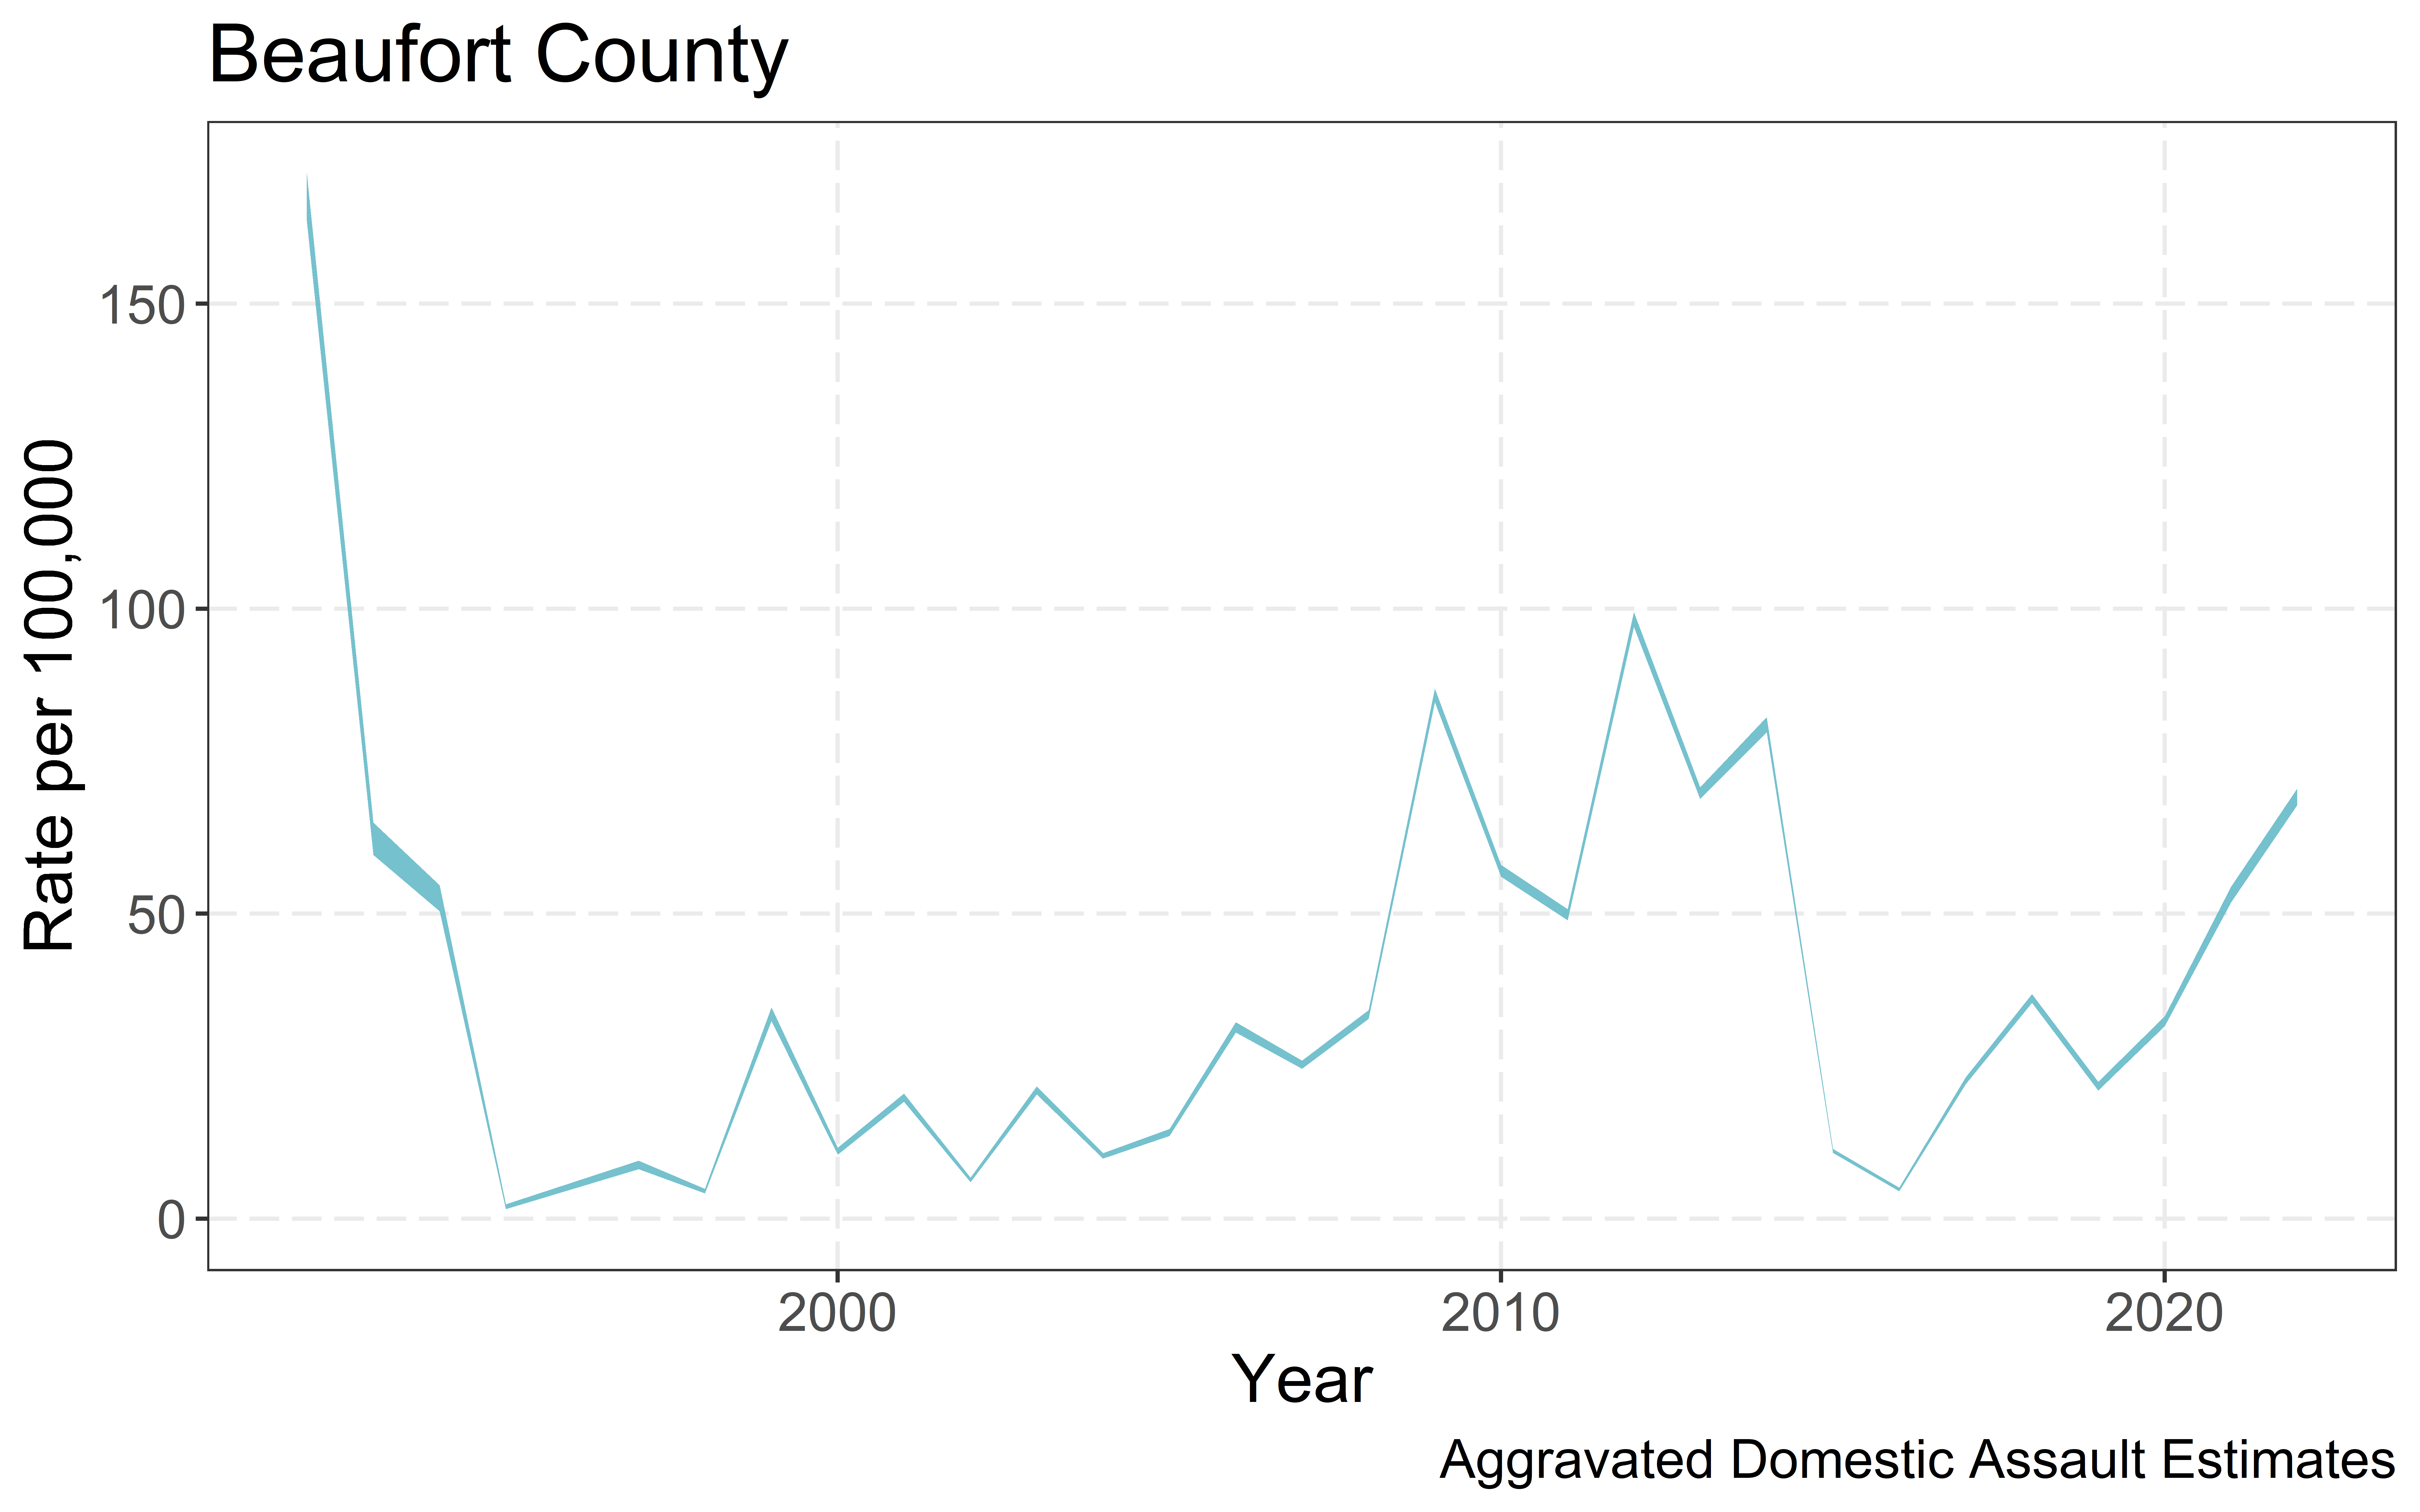 Beaufort County
Rate per 100,000
150
100
50
0
2000 2010 2020
Year
Aggravated Domestic Assault Estimates